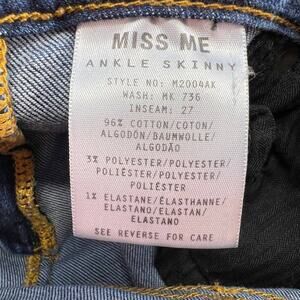 MISS ME
ANKLE SKINNY
STYLE NO: M2004AK
WASH: MK 736
INSEAM: 27
96% COTTON/COTON/
ALGODÓN/BAUMWOLLE/
ALGODÃO
3% POLYESTER/POLYESTER/
POLIÉSTER/POLYESTER/
POLIÉSTER
1% ELASTANE/ÉLASTHANNE/
ELASTANO/ELASTAN/
ELASTANO
SEE REVERSE FOR CARE